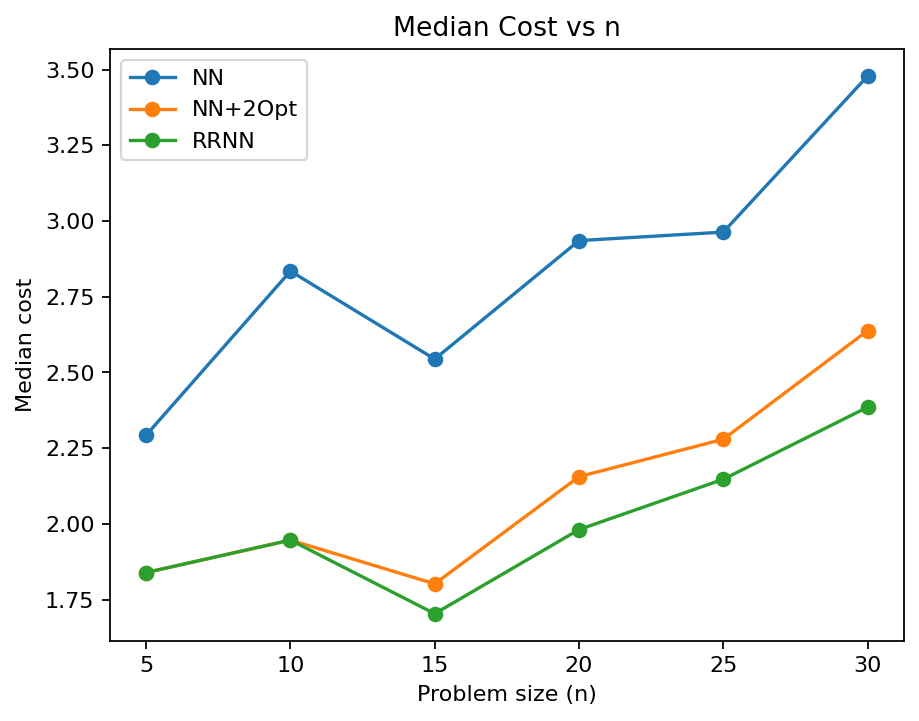 Median Cost vs n
NN
NN+2Opt
RRNN
Median cost
3.50
3.25
3.00
2.75
2.50
2.25
2.00
1.75
5 10 15 20 25 30
Problem size (n)